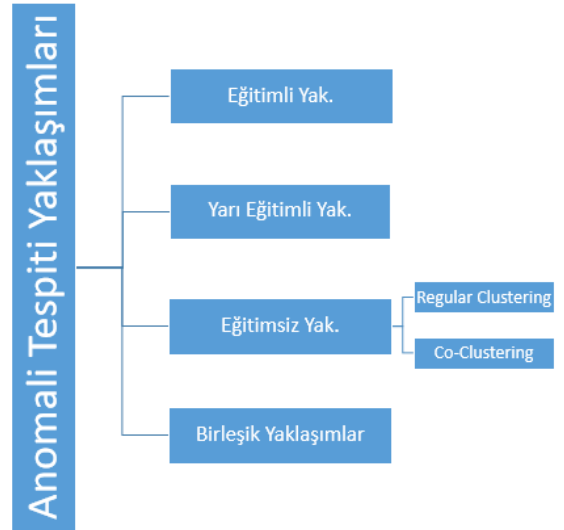 Anomali Tespiti Yaklaşımları
Eğitimli Yak.
Yarı Eğitimli Yak.
Eğitimsiz Yak.
Regular Clustering
Co-Clustering
Birleşik Yaklaşımlar